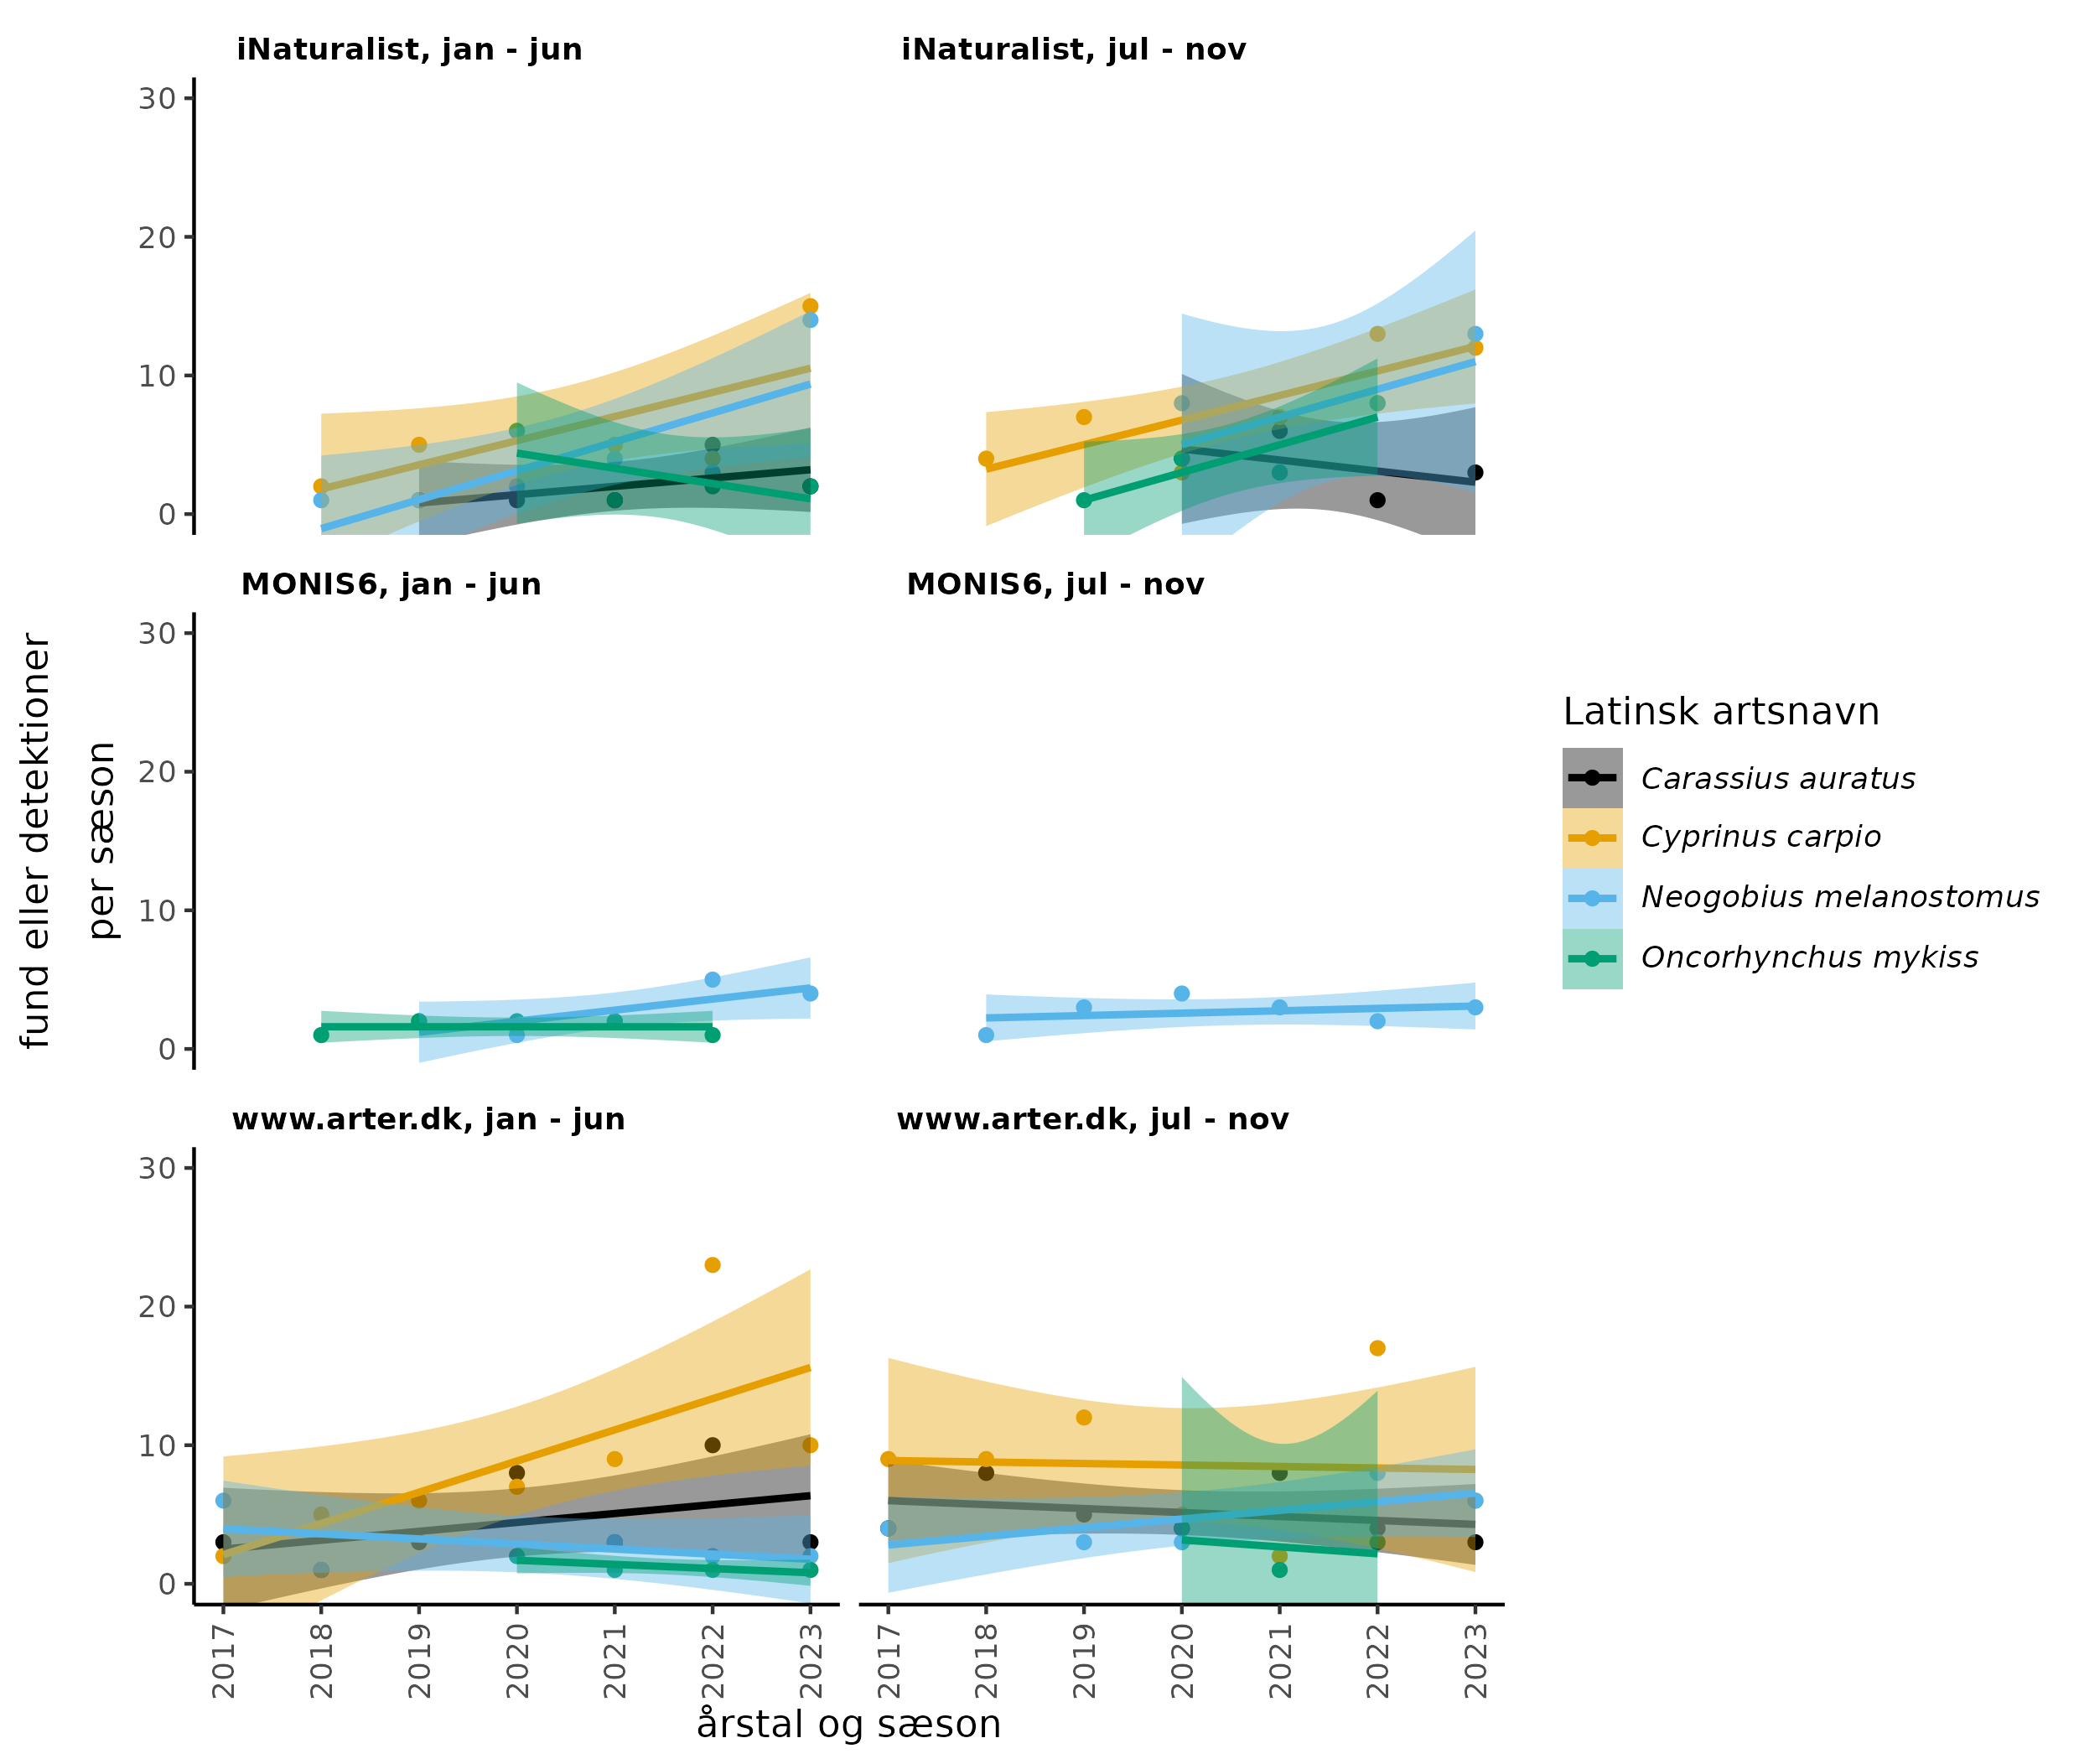 iNaturalist, jan - jun
iNaturalist, jul - nov
30
20
10
0
MONIS6, jan - jun
MONIS6, jul - nov
30
20
10
0
fund eller detektioner
per sæson
www.arter.dk, jan - jun
www.arter.dk, jul - nov
30
20
10
0
2017
2018
2019
2020
2021
2022
2023
2017
2018
2019
2020
2021
2022
2023
årstal og sæson
Latinsk artsnavn
Carassius auratus
Cyprinus carpio
Neogobius melanostomus
Oncorhynchus mykiss